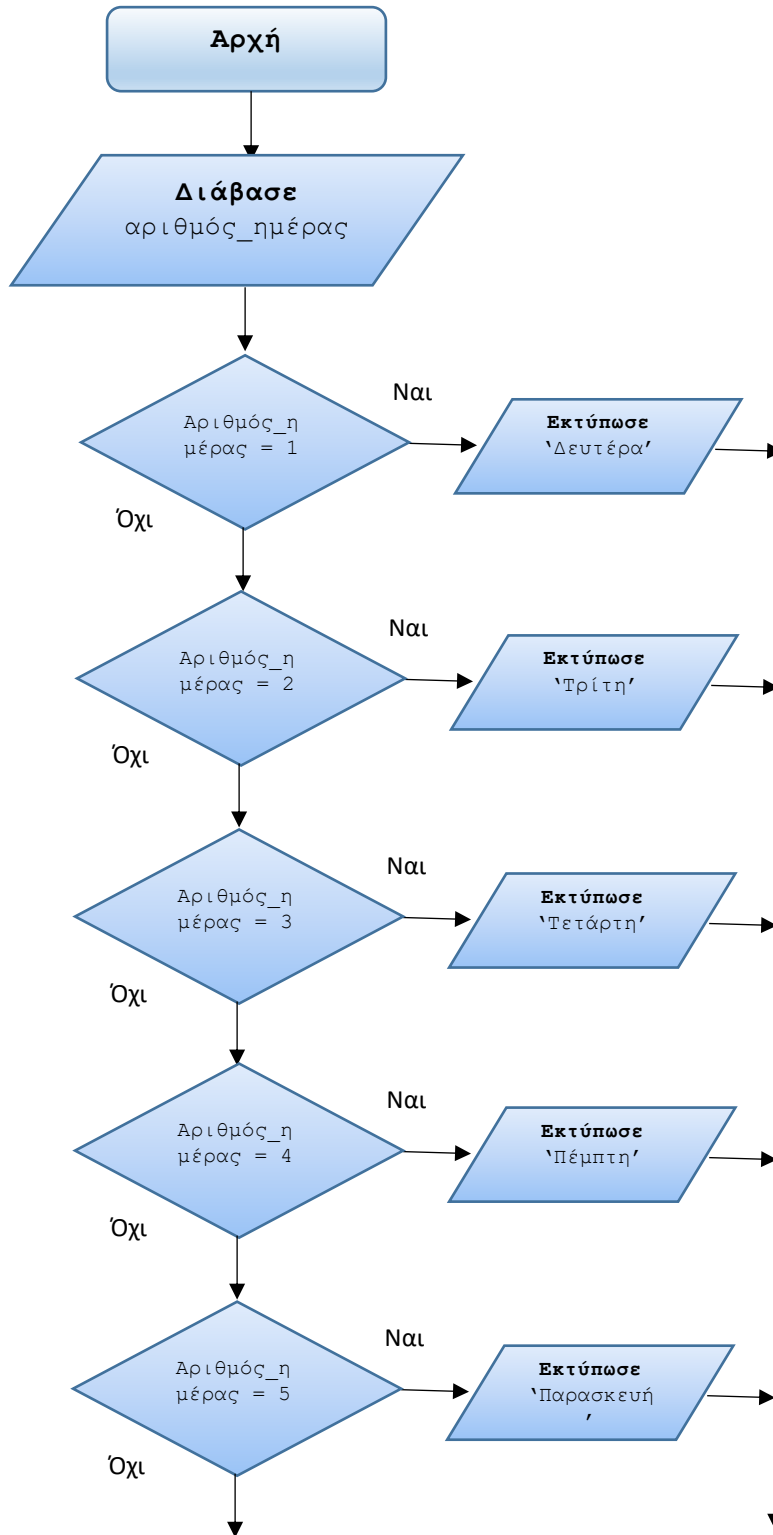 Αρχή
Διάβασε
αριθμός_ημέρας
Αριθμός_η
μέρας = 1
Ναι
Εκτύπωσε
‘Δευτέρα’
Όχι
Αριθμός_η
μέρας = 2
Ναι
Εκτύπωσε
‘Τρίτη’
Όχι
Αριθμός_η
μέρας = 3
Ναι
Εκτύπωσε
‘Τετάρτη’
Όχι
Αριθμός_η
μέρας = 4
Ναι
Εκτύπωσε
‘Πέμπτη’
Όχι
Αριθμός_η
μέρας = 5
Ναι
Εκτύπωσε
‘Παρασκευή
’
Όχι